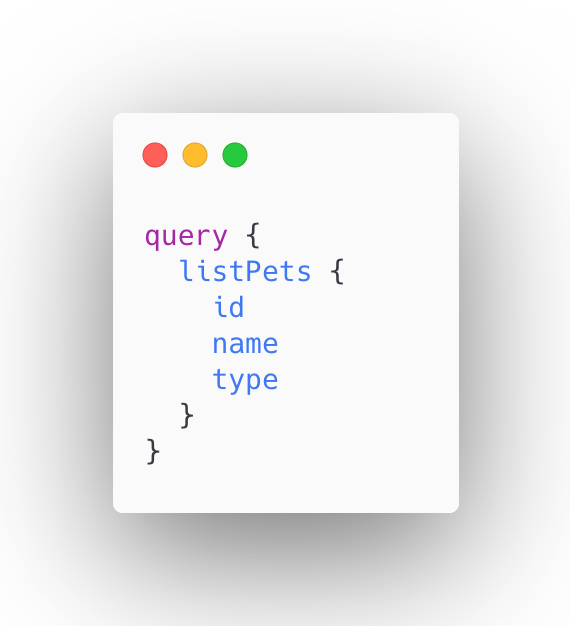 query {
  listPets {
    id
    name
    type
  }
}